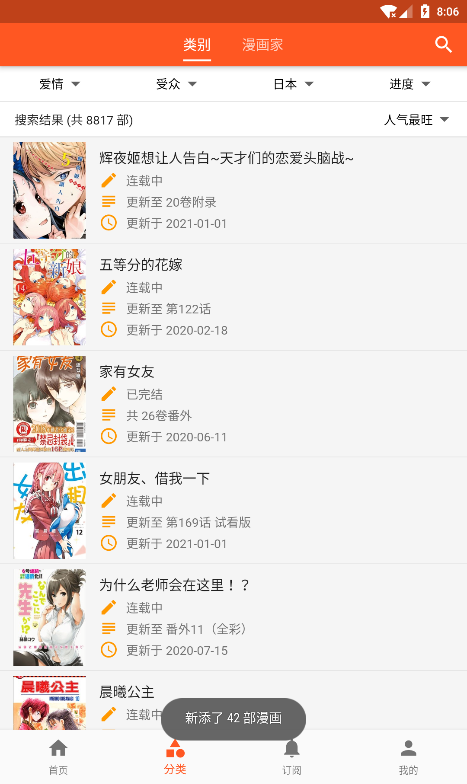 8:06
类别 漫画家
爱情 受众 日本 进度
搜索结果 (共 8817 部) 人气最旺
辉夜姬想让人告白~天才们的恋爱头脑战~
连载中
更新至 20卷附录
更新于 2021-01-01
五等分的花嫁
连载中
更新至 第122话
更新于 2020-02-18
家有女友
已完结
共 26卷番外
更新于 2020-06-11
女朋友、借我一下
连载中
更新至 第169话 试看版
更新于 2021-01-01
为什么老师会在这里！？
连载中
更新至 番外11（全彩）
更新于 2020-07-15
晨曦公主
连载中
新添了 42 部漫画
首页 分类 订阅 我的
家有女友
12
晨曦公主